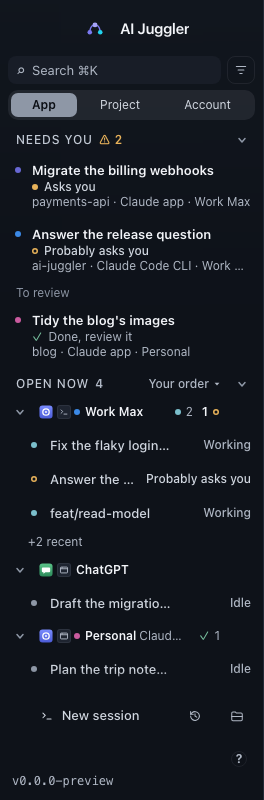 AI Juggler
Search ⌘K
App Project Account
NEEDS YOU 2
Migrate the billing webhooks
Asks you
payments-api · Claude app · Work Max
Answer the release question
Probably asks you
ai-juggler · Claude Code CLI · Work ...
To review
Tidy the blog's images
Done, review it
blog · Claude app · Personal
OPEN NOW 4 Your order
Work Max 2 1
Fix the flaky login... Working
Answer the ... Probably asks you
feat/read-model Working
+2 recent
ChatGPT
Draft the migratio... Idle
Personal Claud... 1
Plan the trip note... Idle
New session
?
v0.0.0-preview